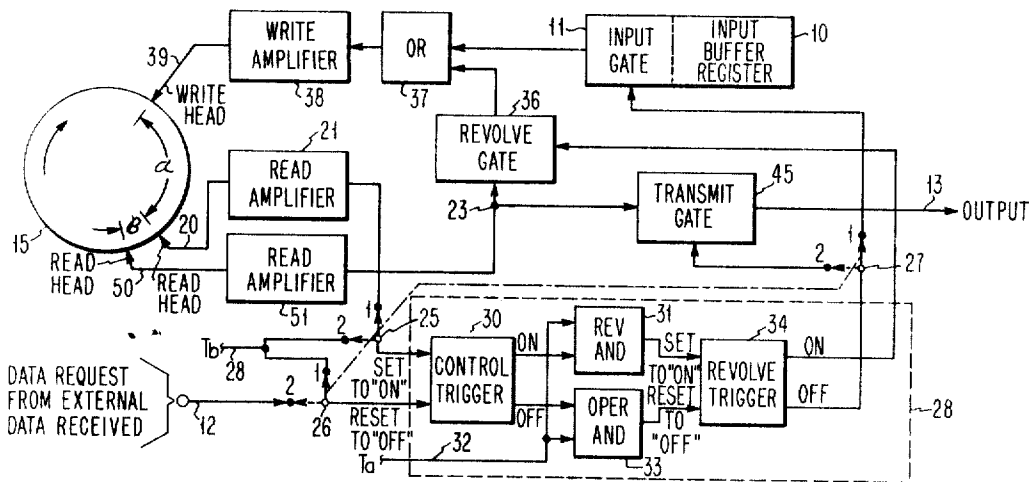 11
INPUT
GATE
INPUT
BUFFER
REGISTER
10
WRITE
AMPLIFIER
38
OR
37
39
WRITE
HEAD
36
REVOLVE
GATE
21
READ
AMPLIFIER
45
TRANSMIT
GATE
13
OUTPUT
α
β
15
20
23
READ
HEAD
50
READ
HEAD
READ
AMPLIFIER
51
1
2
27
1
2
25
Tb
28
1
2
26
SET
TO "ON"
RESET
TO "OFF"
DATA REQUEST
FROM EXTERNAL
DATA RECEIVED
12
30
CONTROL
TRIGGER
ON
OFF
31
REV
AND
OPER
AND
33
SET
TO "ON"
RESET
TO
"OFF"
34
REVOLVE
TRIGGER
ON
OFF
28
32
Ta